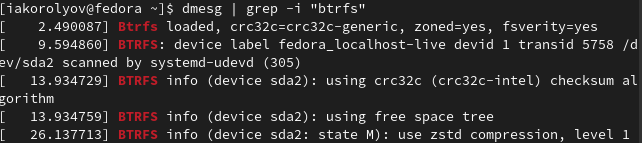 [iakorolyov@fedora ~]$ dmesg | grep -i "btrfs"
[    2.490087] Btrfs loaded, crc32c=crc32c-generic, zoned=yes, fsverity=yes
[    9.594860] BTRFS: device label fedora_localhost-live devid 1 transid 5758 /d
ev/sda2 scanned by systemd-udevd (305)
[   13.934729] BTRFS info (device sda2): using crc32c (crc32c-intel) checksum al
gorithm
[   13.934759] BTRFS info (device sda2): using free space tree
[   26.137713] BTRFS info (device sda2: state M): use zstd compression, level 1